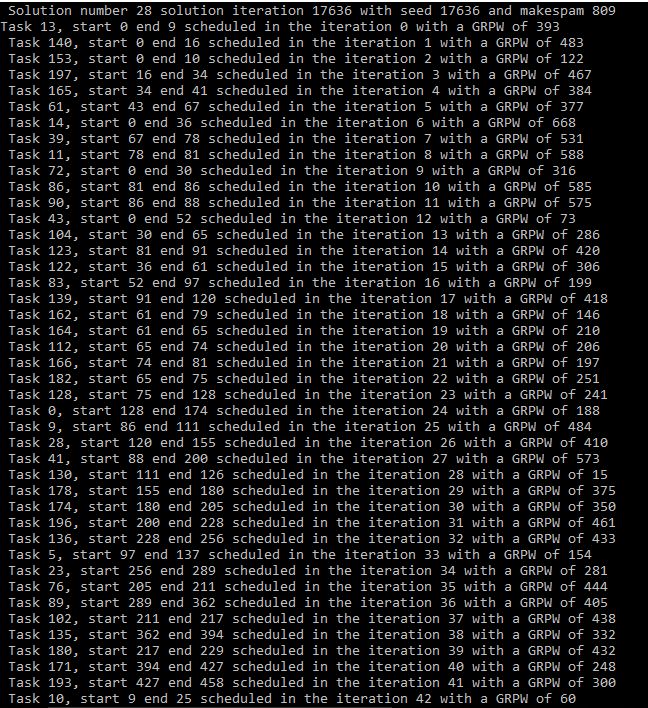 Solution number 28 solution iteration 17636 with seed 17636 and makespam 809
Task 13, start 0 end 9 scheduled in the iteration 0 with a GRPW of 393
Task 140, start 0 end 16 scheduled in the iteration 1 with a GRPW of 483
Task 153, start 0 end 10 scheduled in the iteration 2 with a GRPW of 122
Task 197, start 16 end 34 scheduled in the iteration 3 with a GRPW of 467
Task 165, start 34 end 41 scheduled in the iteration 4 with a GRPW of 384
Task 61, start 43 end 67 scheduled in the iteration 5 with a GRPW of 377
Task 14, start 0 end 36 scheduled in the iteration 6 with a GRPW of 668
Task 39, start 67 end 78 scheduled in the iteration 7 with a GRPW of 531
Task 11, start 78 end 81 scheduled in the iteration 8 with a GRPW of 588
Task 72, start 0 end 30 scheduled in the iteration 9 with a GRPW of 316
Task 86, start 81 end 86 scheduled in the iteration 10 with a GRPW of 585
Task 90, start 86 end 88 scheduled in the iteration 11 with a GRPW of 575
Task 43, start 0 end 52 scheduled in the iteration 12 with a GRPW of 73
Task 104, start 30 end 65 scheduled in the iteration 13 with a GRPW of 286
Task 123, start 81 end 91 scheduled in the iteration 14 with a GRPW of 420
Task 122, start 36 end 61 scheduled in the iteration 15 with a GRPW of 306
Task 83, start 52 end 97 scheduled in the iteration 16 with a GRPW of 199
Task 139, start 91 end 120 scheduled in the iteration 17 with a GRPW of 418
Task 162, start 61 end 79 scheduled in the iteration 18 with a GRPW of 146
Task 164, start 61 end 65 scheduled in the iteration 19 with a GRPW of 210
Task 112, start 65 end 74 scheduled in the iteration 20 with a GRPW of 206
Task 166, start 74 end 81 scheduled in the iteration 21 with a GRPW of 197
Task 182, start 65 end 75 scheduled in the iteration 22 with a GRPW of 251
Task 128, start 75 end 128 scheduled in the iteration 23 with a GRPW of 241
Task 0, start 128 end 174 scheduled in the iteration 24 with a GRPW of 188
Task 9, start 86 end 111 scheduled in the iteration 25 with a GRPW of 484
Task 28, start 120 end 155 scheduled in the iteration 26 with a GRPW of 410
Task 41, start 88 end 200 scheduled in the iteration 27 with a GRPW of 573
Task 130, start 111 end 126 scheduled in the iteration 28 with a GRPW of 15
Task 178, start 155 end 180 scheduled in the iteration 29 with a GRPW of 375
Task 174, start 180 end 205 scheduled in the iteration 30 with a GRPW of 350
Task 196, start 200 end 228 scheduled in the iteration 31 with a GRPW of 461
Task 136, start 228 end 256 scheduled in the iteration 32 with a GRPW of 433
Task 5, start 97 end 137 scheduled in the iteration 33 with a GRPW of 154
Task 23, start 256 end 289 scheduled in the iteration 34 with a GRPW of 281
Task 76, start 205 end 211 scheduled in the iteration 35 with a GRPW of 444
Task 89, start 289 end 362 scheduled in the iteration 36 with a GRPW of 405
Task 102, start 211 end 217 scheduled in the iteration 37 with a GRPW of 438
Task 135, start 362 end 394 scheduled in the iteration 38 with a GRPW of 332
Task 180, start 217 end 229 scheduled in the iteration 39 with a GRPW of 432
Task 171, start 394 end 427 scheduled in the iteration 40 with a GRPW of 248
Task 193, start 427 end 458 scheduled in the iteration 41 with a GRPW of 300
Task 10, start 9 end 25 scheduled in the iteration 42 with a GRPW of 60